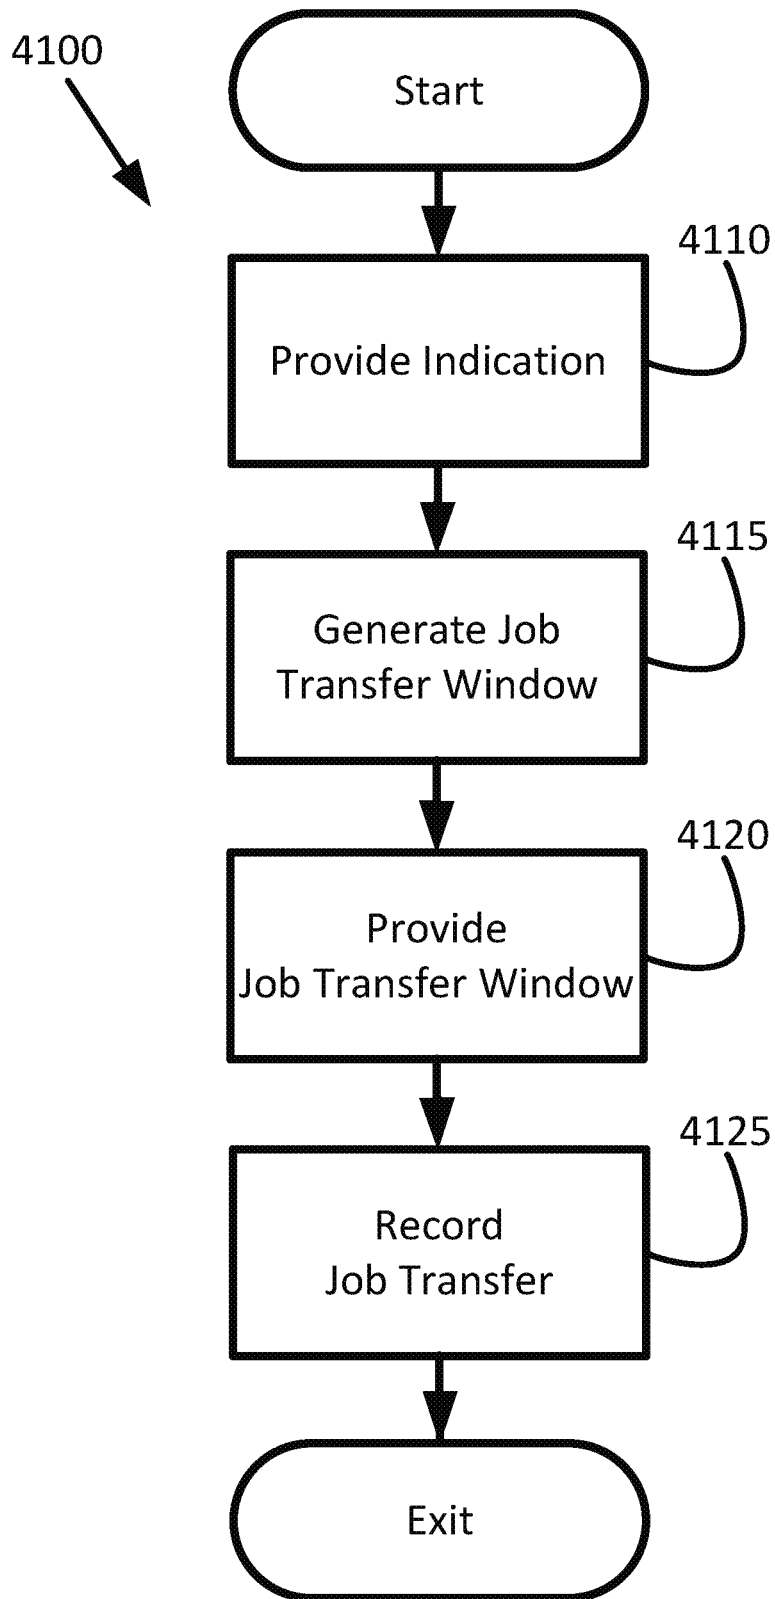 4100
Start
4110
Provide Indication
4115
Generate Job
Transfer Window
4120
Provide
Job Transfer Window
4125
Record
Job Transfer
Exit